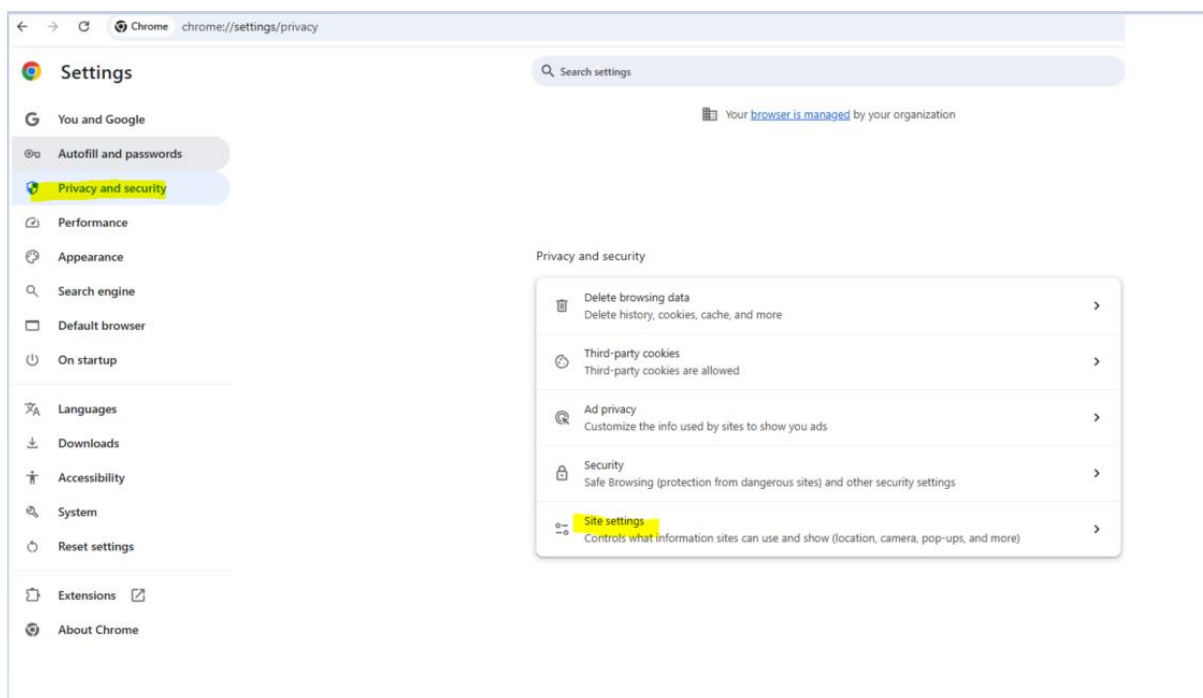 Chrome chrome://settings/privacy
Settings
Search settings
Your browser is managed by your organization
You and Google
Autofill and passwords
Privacy and security
Performance
Appearance
Search engine
Default browser
On startup
Languages
Downloads
Accessibility
System
Reset settings
Extensions
About Chrome
Privacy and security
Delete browsing data
Delete history, cookies, cache, and more
Third-party cookies
Third-party cookies are allowed
Ad privacy
Customize the info used by sites to show you ads
Security
Safe Browsing (protection from dangerous sites) and other security settings
Site settings
Controls what information sites can use and show (location, camera, pop-ups, and more)